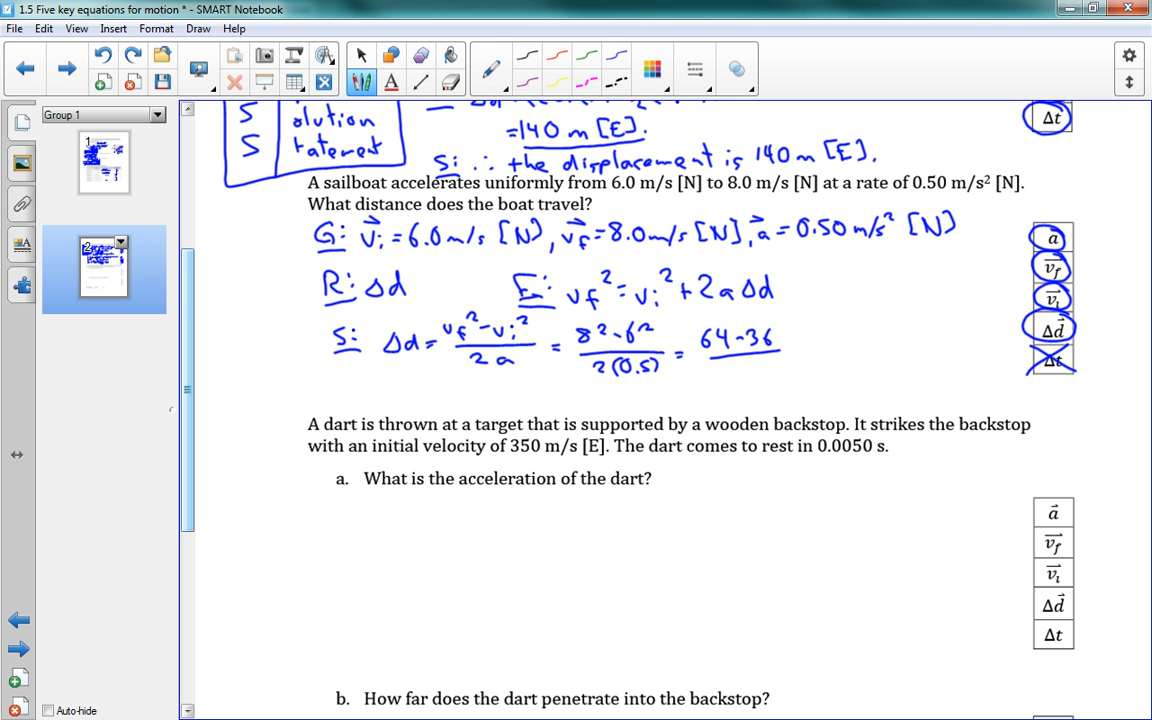 1.5 Five key equations for motion * - SMART Notebook
File Edit View Insert Format Draw Help
Group 1
1
2
S olution
S tatement
=140 m [E].
S: ∴ the displacement is 140 m [E].
Δt
A sailboat accelerates uniformly from 6.0 m/s [N] to 8.0 m/s [N] at a rate of 0.50 m/s² [N].
What distance does the boat travel?
G: v⃗i = 6.0 m/s [N], v⃗f = 8.0 m/s [N], a⃗ = 0.50 m/s² [N]
R: Δd E: vf² = vi² + 2aΔd
S: Δd = (vf² - vi²)/(2a) = (8² - 6²)/(2(0.5)) = 64 - 36
a⃗
v⃗f
v⃗i
Δd⃗
Δt
A dart is thrown at a target that is supported by a wooden backstop. It strikes the backstop
with an initial velocity of 350 m/s [E]. The dart comes to rest in 0.0050 s.
a. What is the acceleration of the dart?
a⃗
v⃗f
v⃗i
Δd⃗
Δt
b. How far does the dart penetrate into the backstop?
Auto-hide